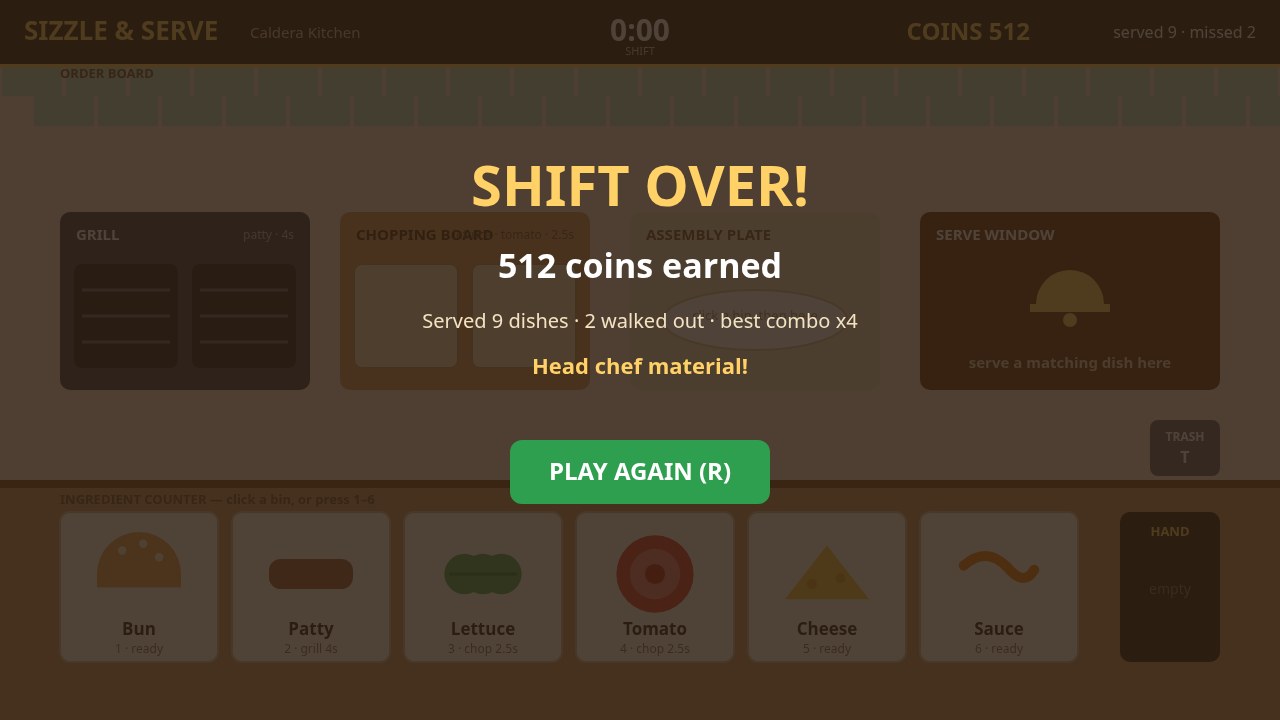 SIZZLE & SERVE Caldera Kitchen 0:00 COINS 512 served 9 · missed 2
SHIFT
ORDER BOARD
SHIFT OVER!
GRILL patty · 4s CHOPPING BOARD tomato · 2.5s ASSEMBLY PLATE SERVE WINDOW
512 coins earned
Served 9 dishes · 2 walked out · best combo x4
Head chef material!
serve a matching dish here
TRASH
T
PLAY AGAIN (R)
INGREDIENT COUNTER — click a bin, or press 1–6
HAND
empty
Bun Patty Lettuce Tomato Cheese Sauce
1 · ready 2 · grill 4s 3 · chop 2.5s 4 · chop 2.5s 5 · ready 6 · ready